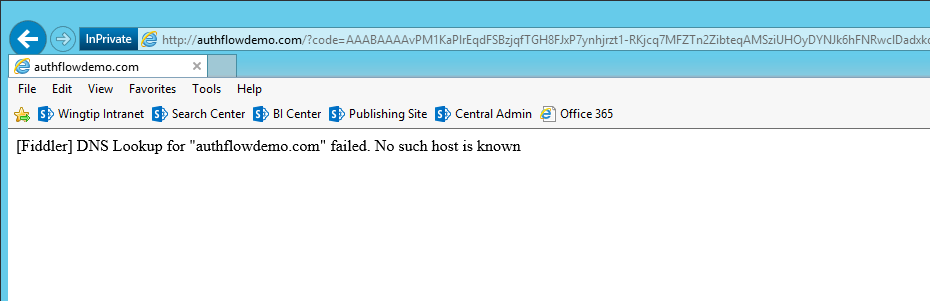 InPrivate http://authflowdemo.com/?code=AAABAAAAvPM1KaPlrEqdFSBzjqfTGH8FJxP7ynhjrzt1-RKjcq7MFZTn2ZibteqAMSziUHOyDYNJk6hFNRwclDadxkc
authflowdemo.com
File Edit View Favorites Tools Help
Wingtip Intranet Search Center BI Center Publishing Site Central Admin Office 365
[Fiddler] DNS Lookup for "authflowdemo.com" failed. No such host is known